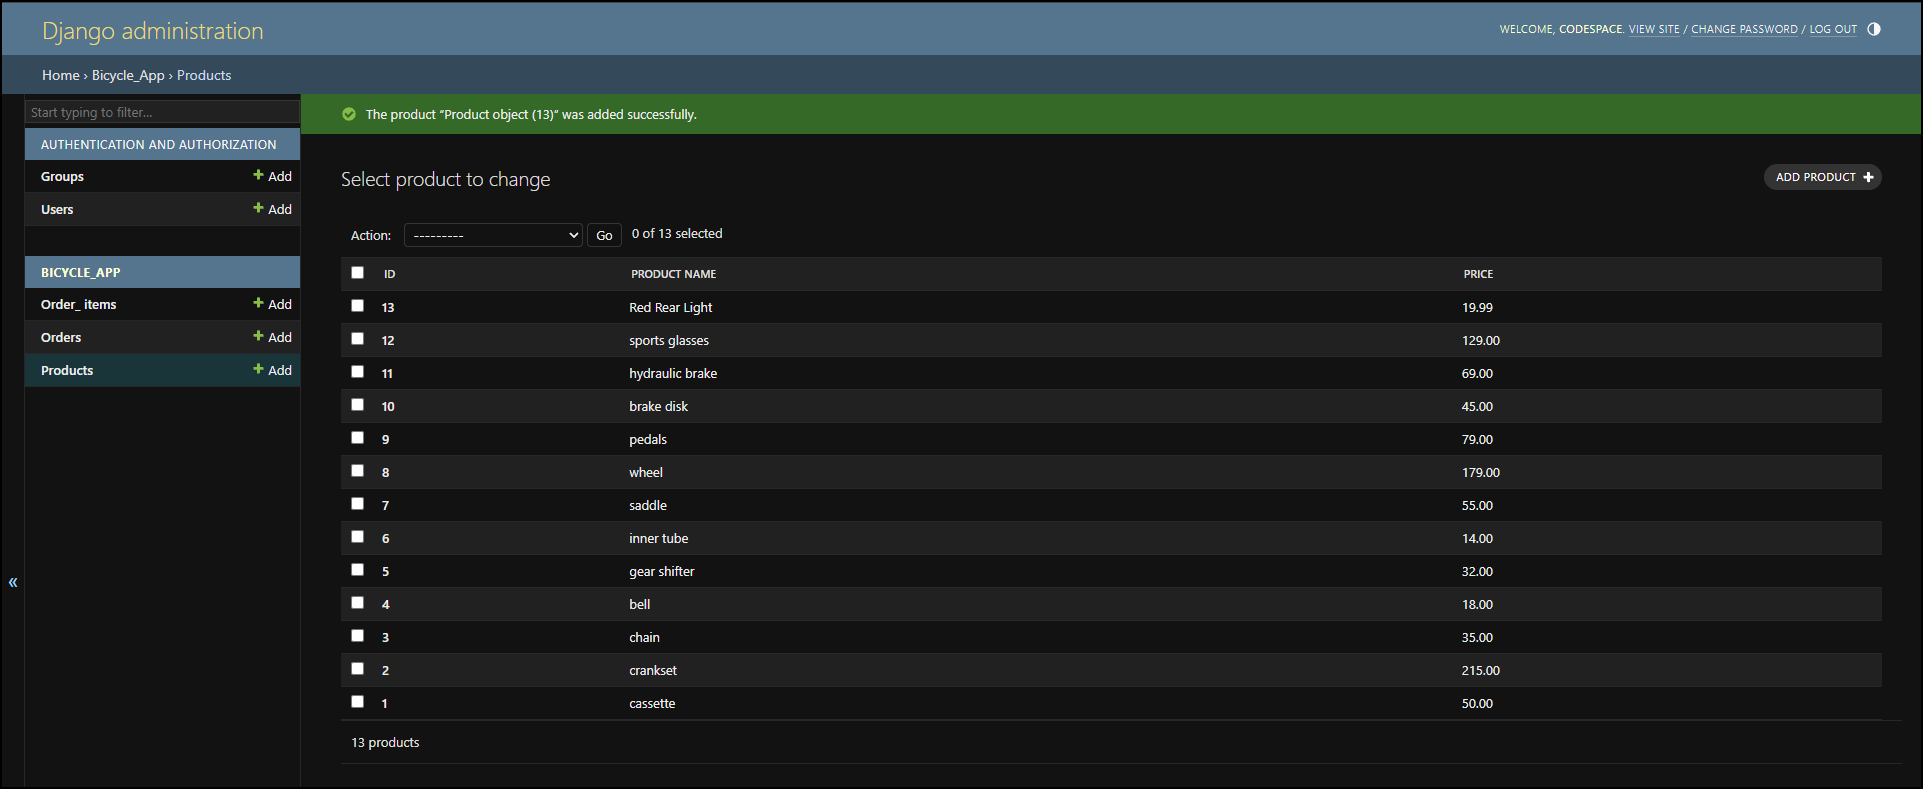 Django administration
WELCOME, CODESPACE. VIEW SITE / CHANGE PASSWORD / LOG OUT
Home › Bicycle_App › Products
Start typing to filter...
AUTHENTICATION AND AUTHORIZATION
Groups + Add
Users + Add
BICYCLE_APP
Order_ items + Add
Orders + Add
Products + Add
«
The product “Product object (13)” was added successfully.
Select product to change
ADD PRODUCT +
Action: --------- Go 0 of 13 selected
ID PRODUCT NAME PRICE
13 Red Rear Light 19.99
12 sports glasses 129.00
11 hydraulic brake 69.00
10 brake disk 45.00
9 pedals 79.00
8 wheel 179.00
7 saddle 55.00
6 inner tube 14.00
5 gear shifter 32.00
4 bell 18.00
3 chain 35.00
2 crankset 215.00
1 cassette 50.00
13 products